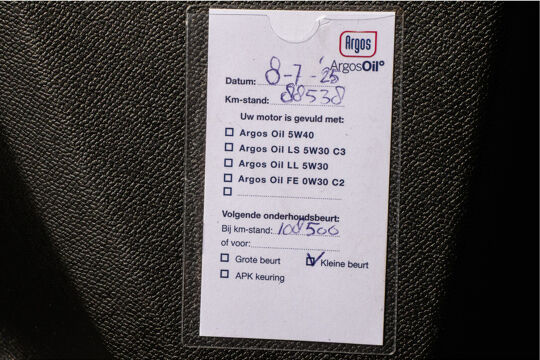 Argos
ArgosOil°
Datum: 8-7-'25
Km-stand: 88538
Uw motor is gevuld met:
Argos Oil 5W40
Argos Oil LS 5W30 C3
Argos Oil LL 5W30
Argos Oil FE 0W30 C2
Volgende onderhoudsbeurt:
Bij km-stand: 108500
of voor:
Grote beurt Kleine beurt
APK keuring